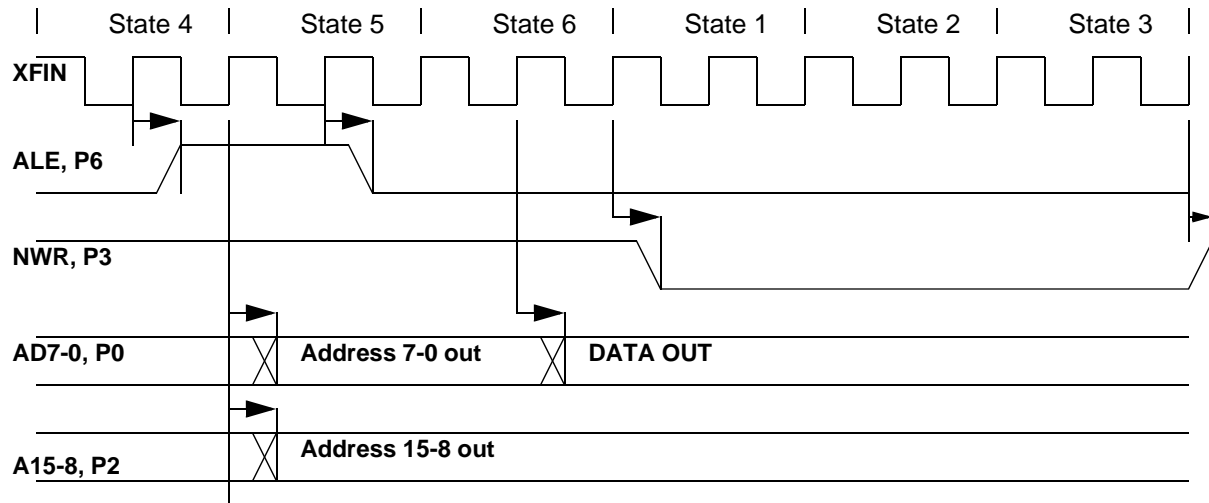 State 4 State 5 State 6 State 1 State 2 State 3
XFIN
ALE, P6
NWR, P3
AD7-0, P0 Address 7-0 out DATA OUT
A15-8, P2 Address 15-8 out